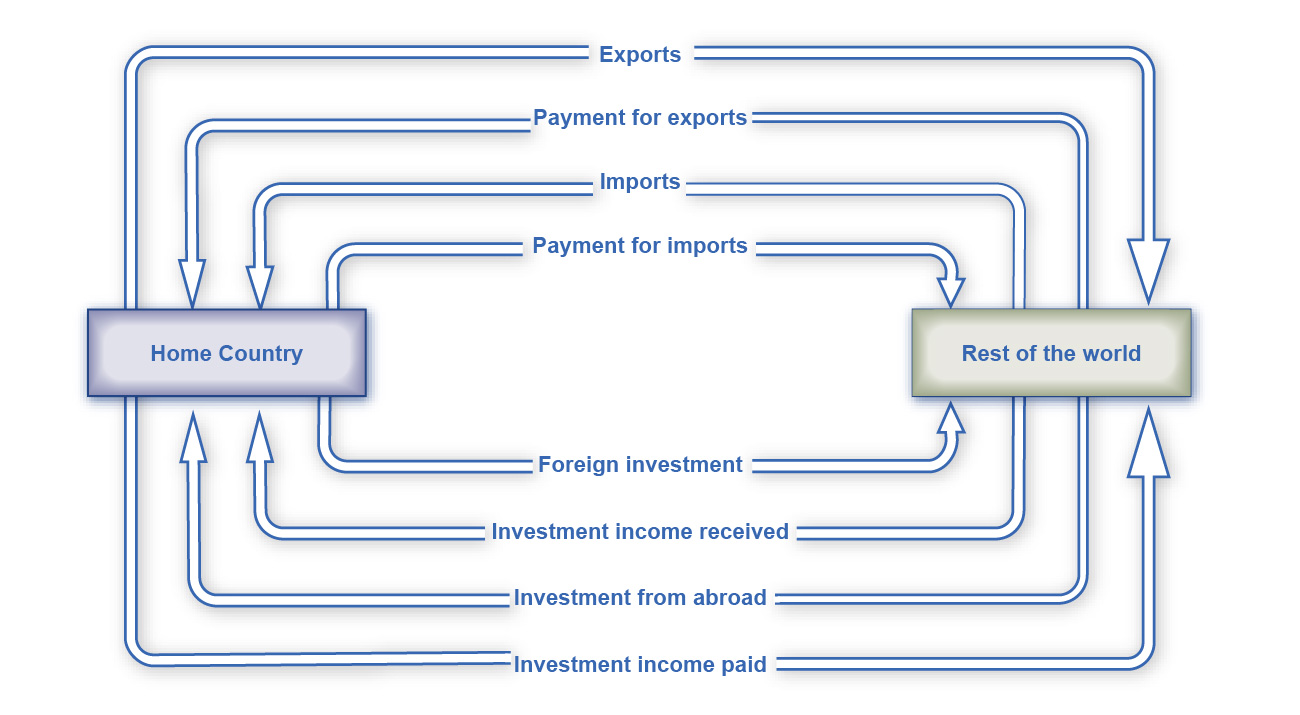 Exports
Payment for exports
Imports
Payment for imports
Home Country
Rest of the world
Foreign investment
Investment income received
Investment from abroad
Investment income paid